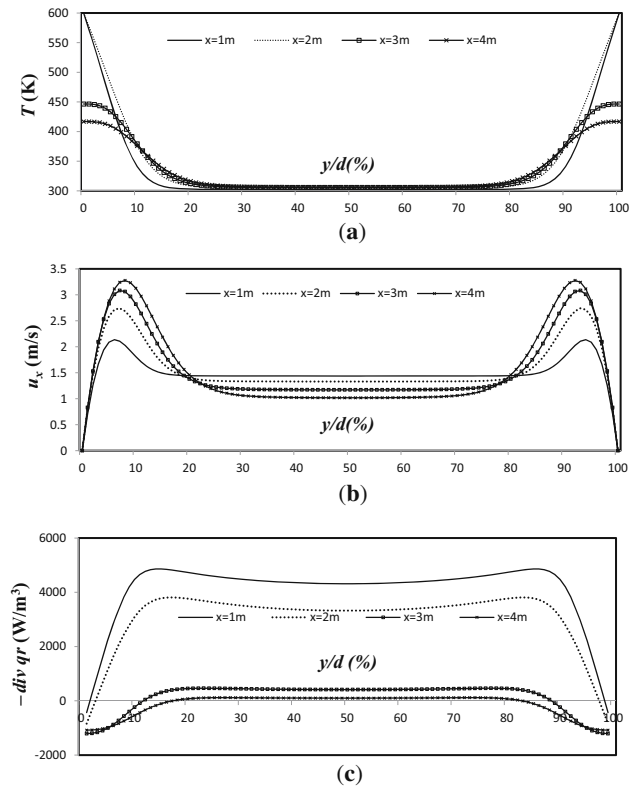 600
550
500
450
400
350
300
T (K)
x=1m x=2m x=3m x=4m
y/d(%)
0 10 20 30 40 50 60 70 80 90 100
(a)
3.5
3
2.5
2
1.5
1
0.5
0
u_x (m/s)
x=1m x=2m x=3m x=4m
y/d(%)
0 10 20 30 40 50 60 70 80 90 100
(b)
6000
4000
2000
0
-2000
−div qr (W/m³)
x=1m x=2m x=3m x=4m
y/d (%)
0 10 20 30 40 50 60 70 80 90 100
(c)